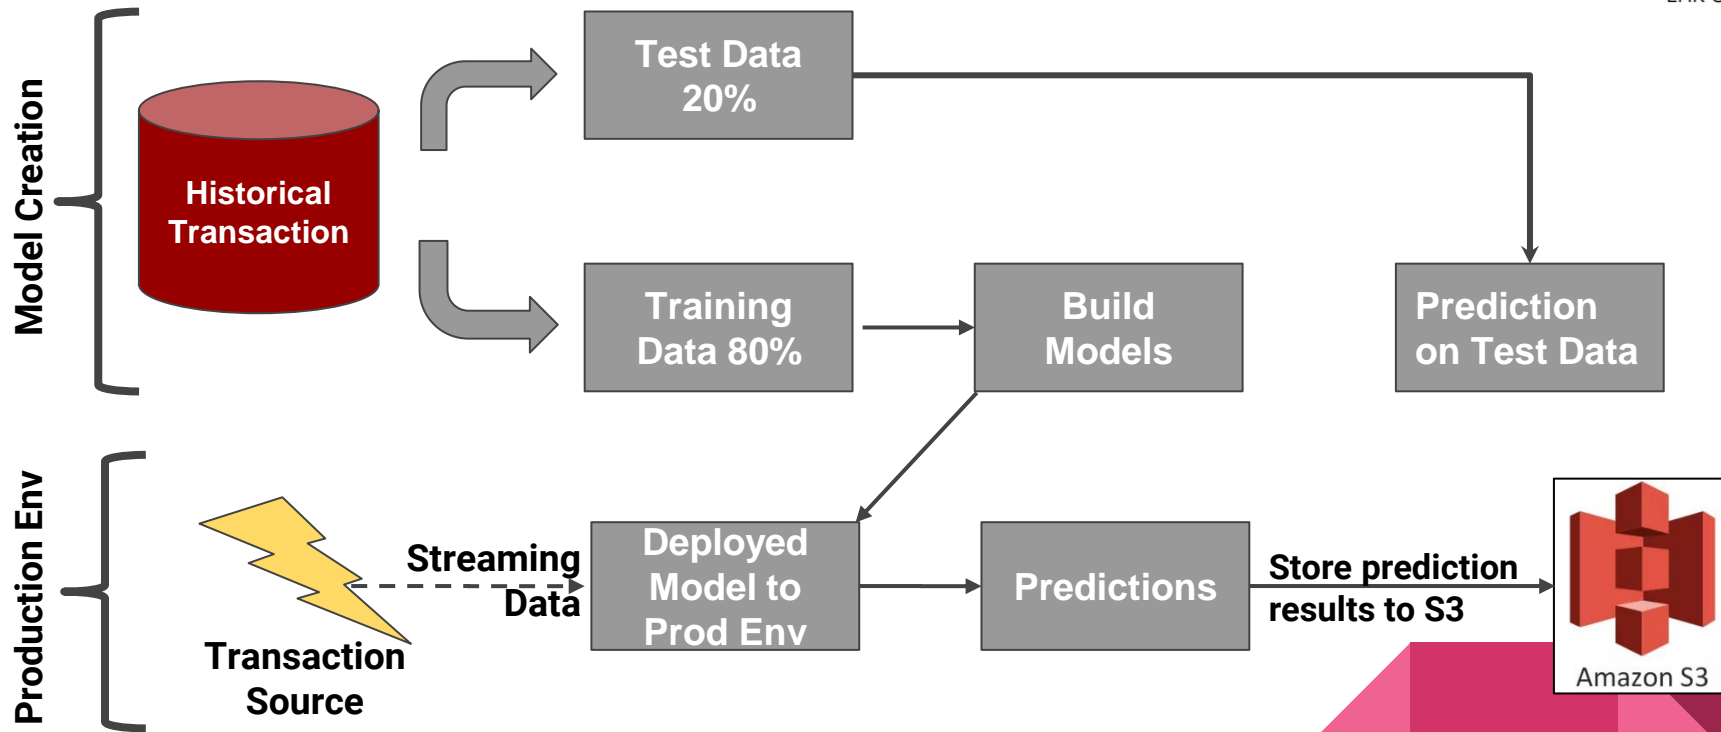 Model Creation
Historical
Transaction
Test Data
20%
Training
Data 80%
Build
Models
Prediction
on Test Data
Production Env
Transaction
Source
Streaming
Data
Deployed
Model to
Prod Env
Predictions
Store prediction
results to S3
Amazon S3